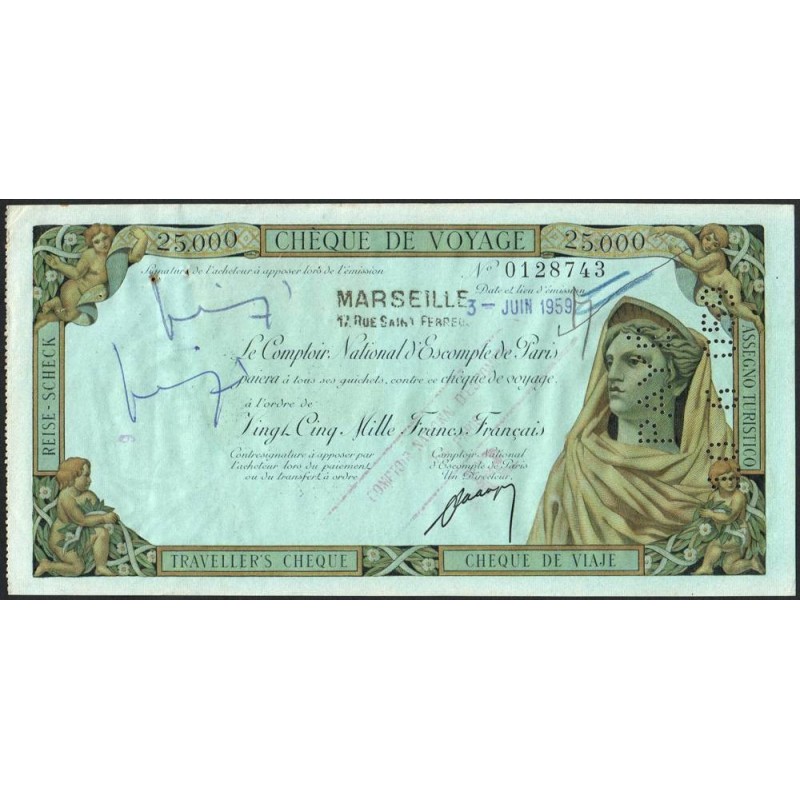 25.000 CHÈQUE DE VOYAGE 25.000
Signature de l'acheteur à apposer lors de l'émission
Nº 0128743
Date et lieu d'émission
MARSEILLE 3 - JUIN 1959
17, RUE SAINT FERREOL
Le Comptoir National d'Escompte de Paris
paiera à tous ses guichets, contre ce chèque de voyage,
à l'ordre de
Vingt Cinq Mille Francs Français
Contresignature à apposer par
l'acheteur lors du paiement
ou du transfert à ordre
Comptoir National
d'Escompte de Paris
Un Directeur,
REISE-SCHECK
ASSEGNO TURISTICO
TRAVELLER'S CHEQUE
CHEQUE DE VIAJE